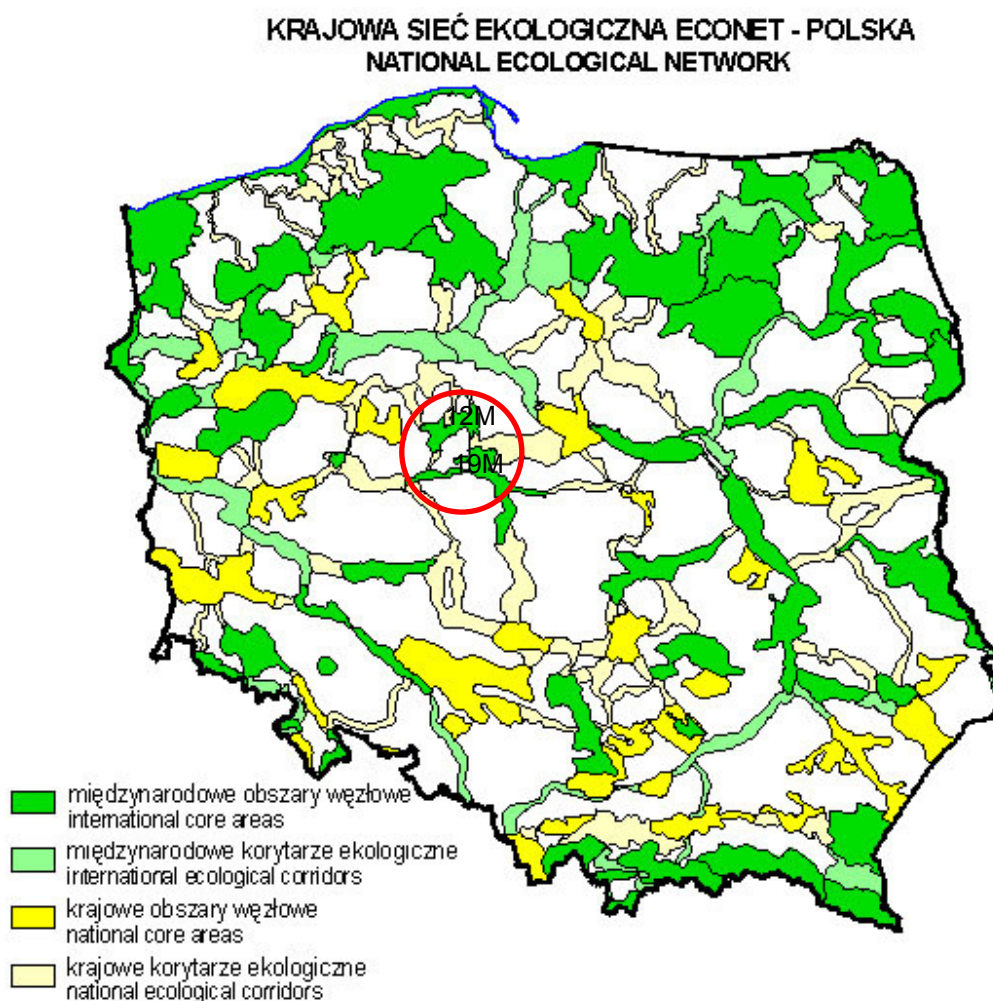 KRAJOWA SIEĆ EKOLOGICZNA ECONET - POLSKA
NATIONAL ECOLOGICAL NETWORK
12M
19M
międzynarodowe obszary węzłowe
international core areas
międzynarodowe korytarze ekologiczne
international ecological corridors
krajowe obszary węzłowe
national core areas
krajowe korytarze ekologiczne
national ecological corridors